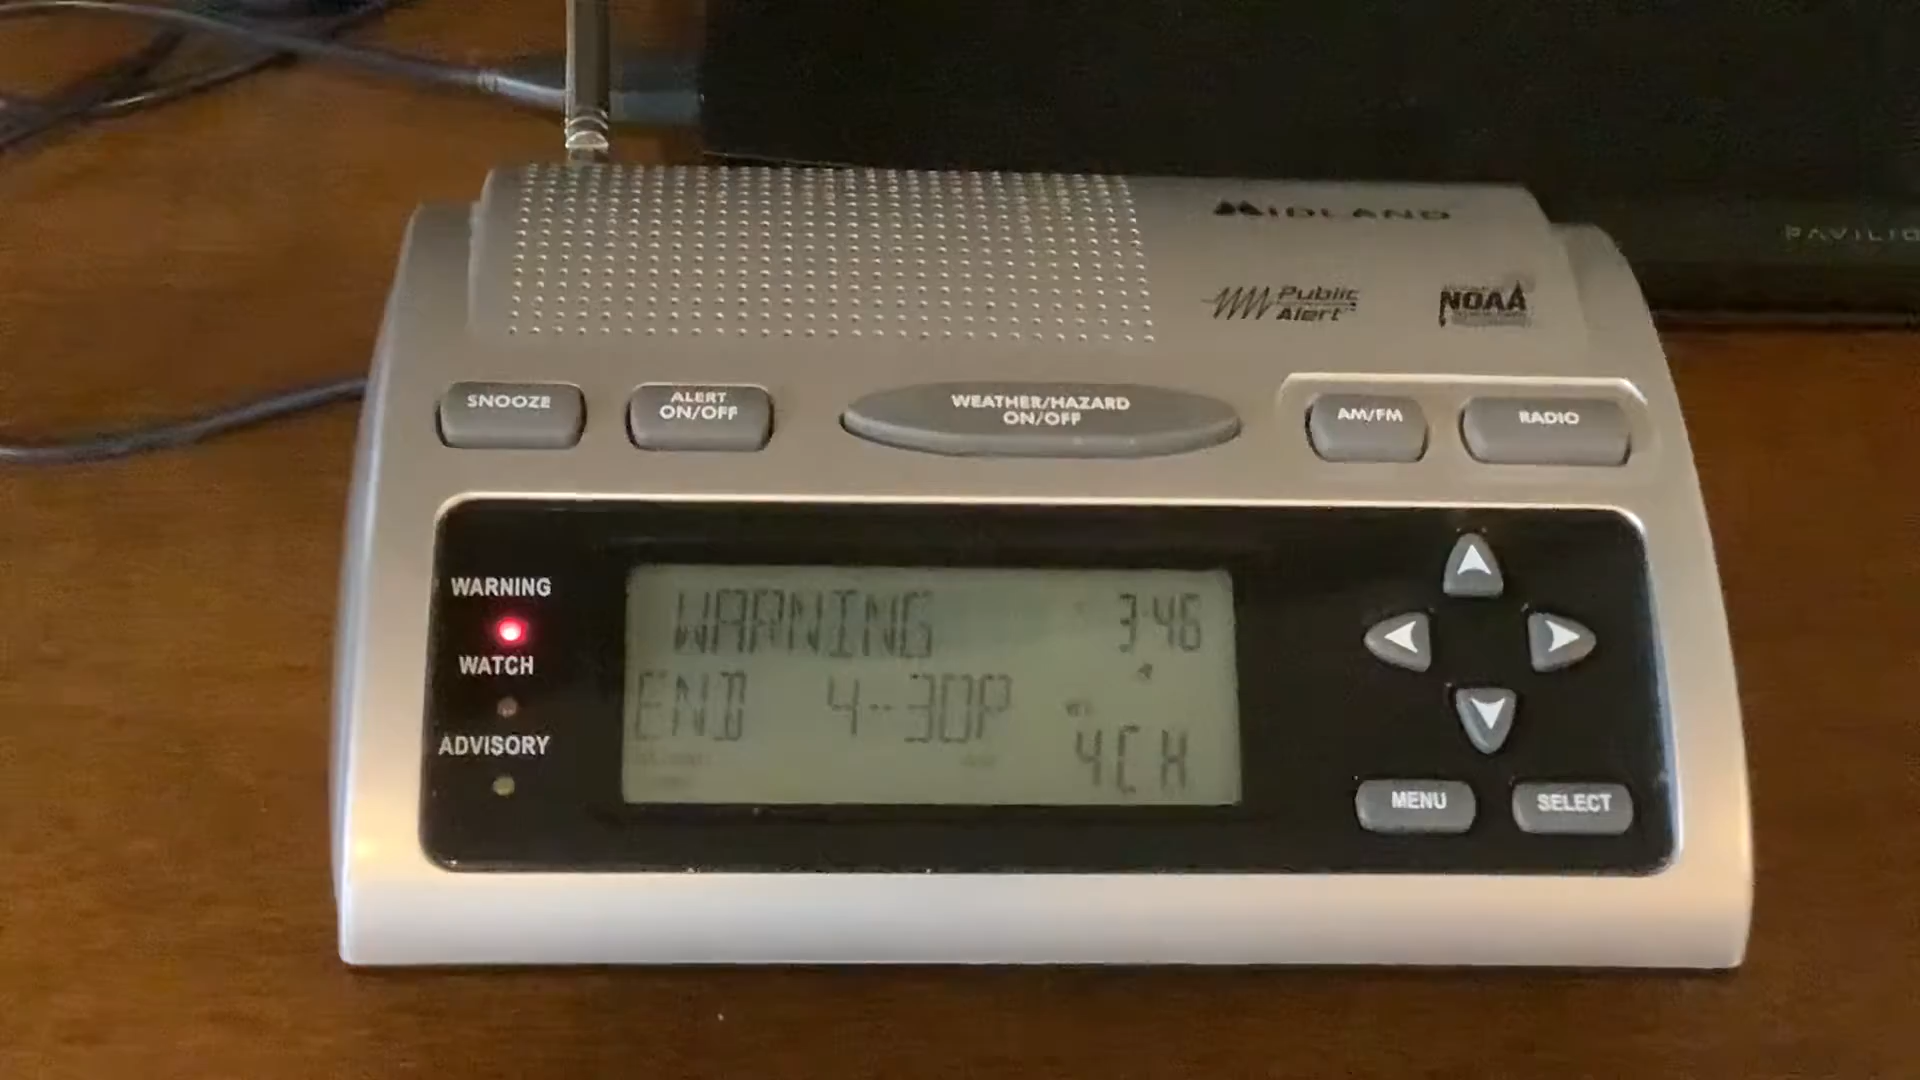 MIDLAND
PAVILIO
Public
Alert
NOAA
SNOOZE
ALERT
ON/OFF
WEATHER/HAZARD
ON/OFF
AM/FM
RADIO
WARNING
WATCH
ADVISORY
WARNING 3:46
END 4--30P
4CH
MENU
SELECT